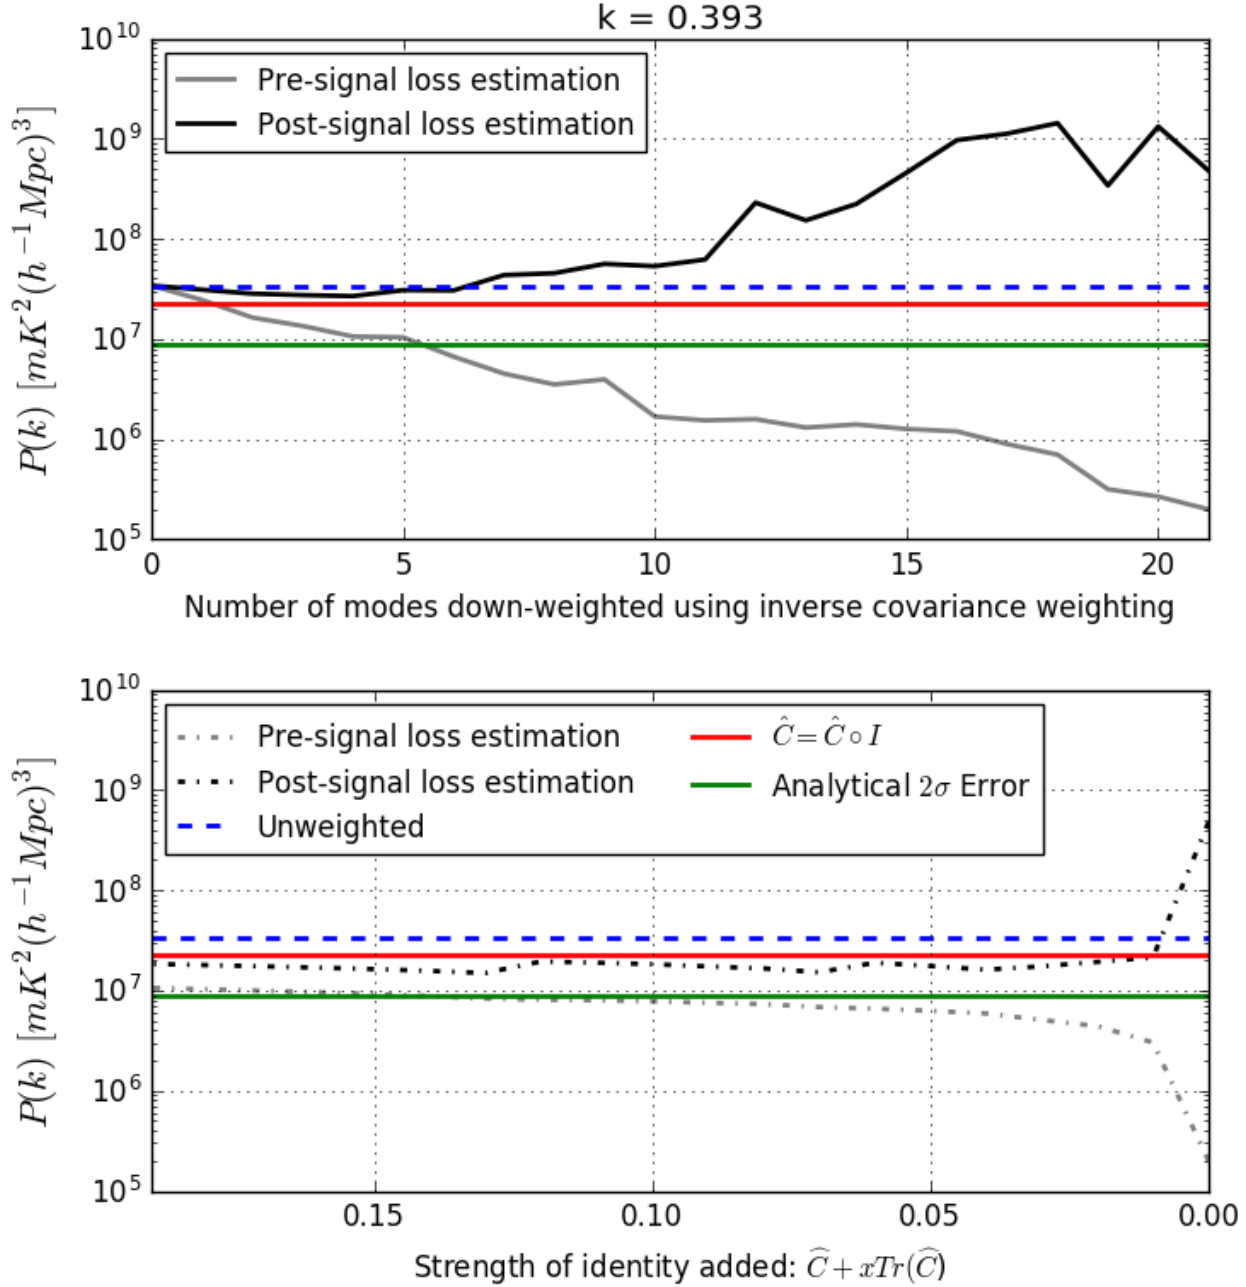 k = 0.393
10^10
10^9
10^8
10^7
10^6
10^5
P(k) [mK^2(h^-1 Mpc)^3]
Pre-signal loss estimation
Post-signal loss estimation
0 5 10 15 20
Number of modes down-weighted using inverse covariance weighting
10^10
10^9
10^8
10^7
10^6
10^5
P(k) [mK^2(h^-1 Mpc)^3]
Pre-signal loss estimation
Post-signal loss estimation
Unweighted
Ĉ = Ĉ ∘ I
Analytical 2σ Error
0.15 0.10 0.05 0.00
Strength of identity added: Ĉ + xTr(Ĉ)